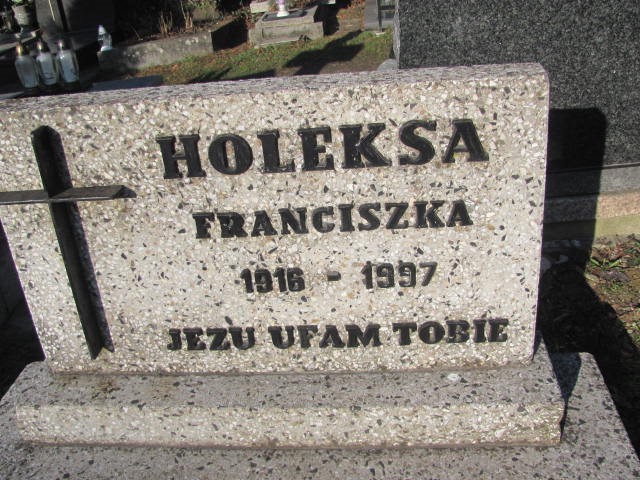 HOLEKSA
FRANCISZKA
1916 - 1997
JEZU UFAM TOBIE